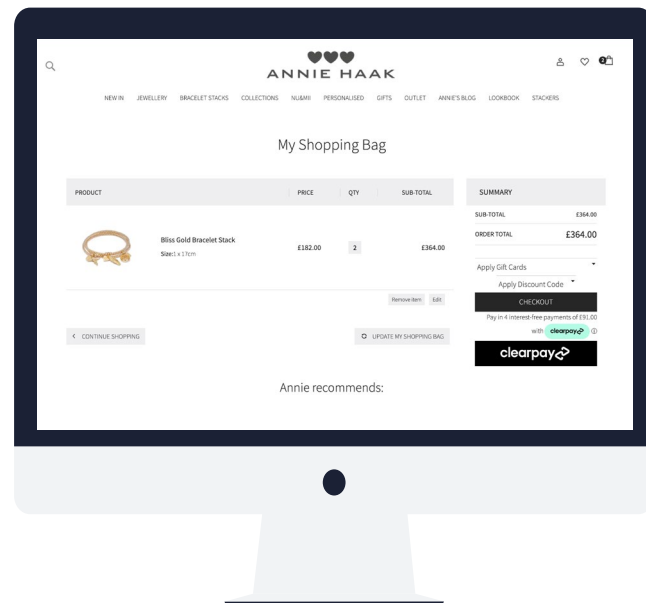 2
ANNIE HAAK
NEW IN JEWELLERY BRACELET STACKS COLLECTIONS NU&MII PERSONALISED GIFTS OUTLET ANNIE'S BLOG LOOKBOOK STACKERS
My Shopping Bag
PRODUCT PRICE QTY SUB-TOTAL
Bliss Gold Bracelet Stack
Size:1 x 17cm
£182.00 2 £364.00
Remove item Edit
CONTINUE SHOPPING UPDATE MY SHOPPING BAG
SUMMARY
SUB-TOTAL £364.00
ORDER TOTAL £364.00
Apply Gift Cards
Apply Discount Code
CHECKOUT
Pay in 4 interest-free payments of £91.00
with clearpay
clearpay
Annie recommends: